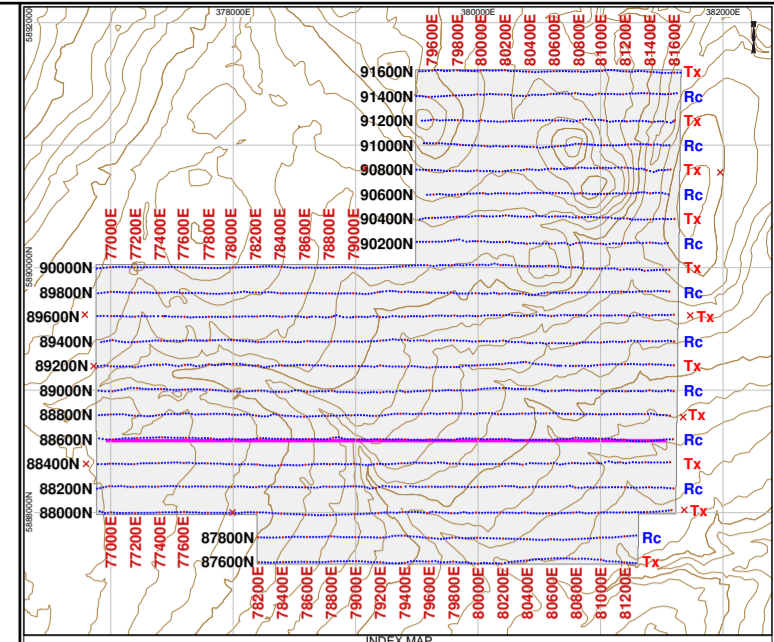 378000E 380000E 382000E
5892000
79600E 79800E 80000E 80200E 80400E 80600E 80800E 81000E 81200E 81400E 81600E
91600N Tx
91400N Rc
91200N Tx
91000N Rc
90800N Tx
90600N Rc
90400N Tx
90200N Rc
77000E 77200E 77400E 77600E 77800E 78000E 78200E 78400E 78600E 78800E 79000E
5890000N
90000N Tx
89800N Rc
89600N Tx
89400N Rc
89200N Tx
89000N Rc
88800N Tx
88600N Rc
88400N Tx
88200N Rc
5888000N
88000N Tx
77000E 77200E 77400E 77600E
87800N Rc
87600N Tx
78200E 78400E 78600E 78800E 79000E 79200E 79400E 79600E 79800E 80000E 80200E 80400E 80600E 80800E 81000E 81200E
INDEX MAP